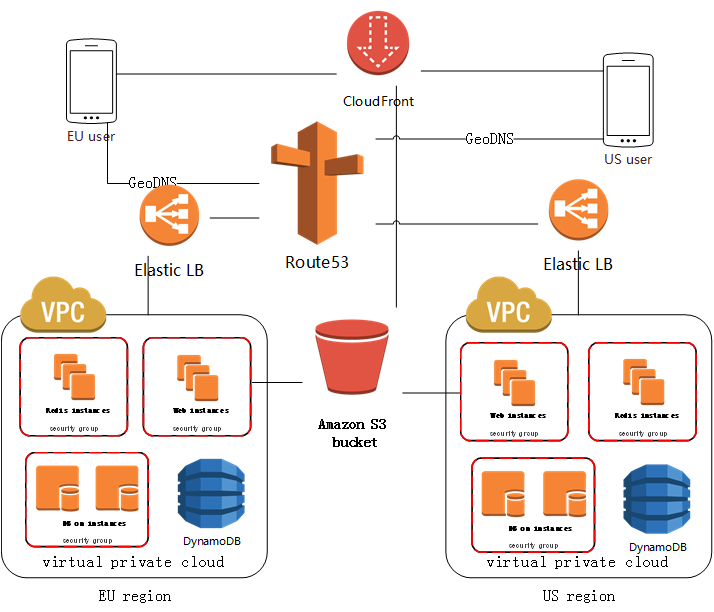 CloudFront
EU user
GeoDNS
US user
GeoDNS
Route53
Elastic LB
Elastic LB
VPC
VPC
Redis instances
security group
Web instances
security group
Amazon S3
bucket
Web instances
security group
Redis instances
security group
DB on instances
security group
DynamoDB
virtual private cloud
EU region
DB on instances
security group
DynamoDB
virtual private cloud
US region